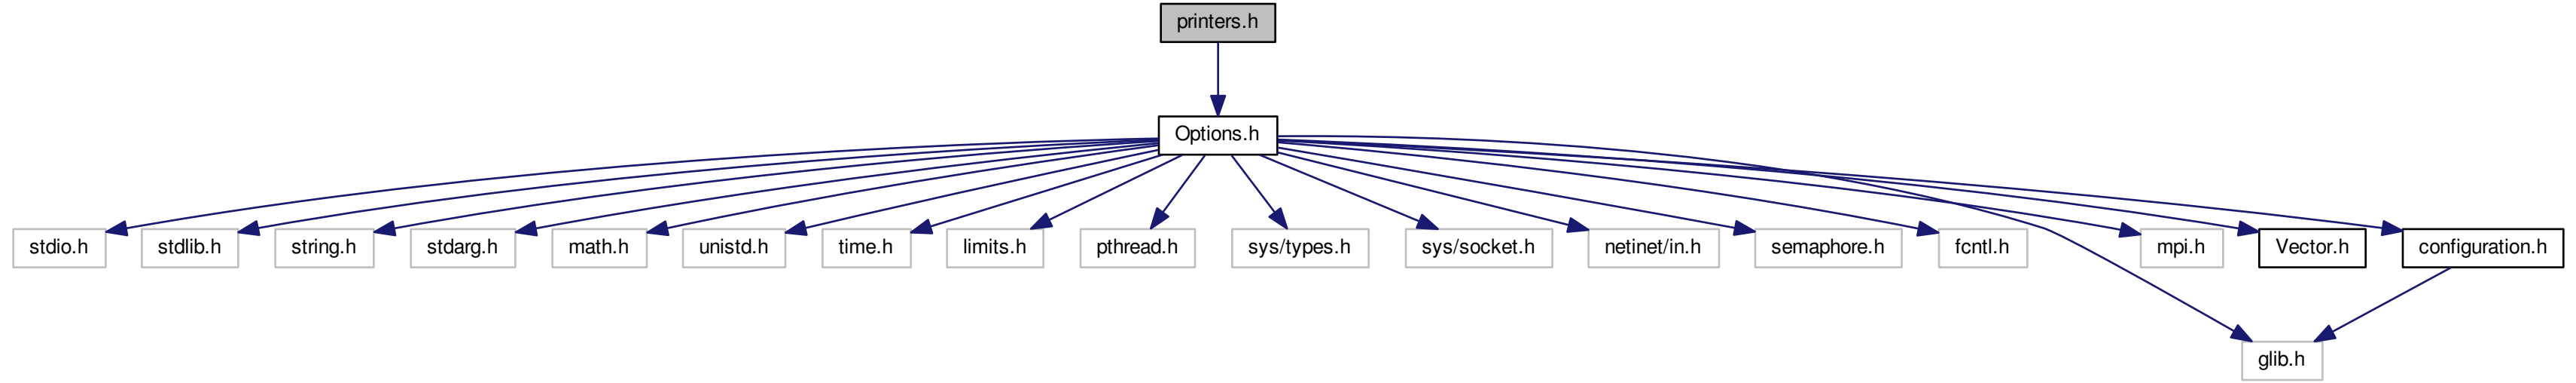 printers.h
Options.h
stdio.h
stdlib.h
string.h
stdarg.h
math.h
unistd.h
time.h
limits.h
pthread.h
sys/types.h
sys/socket.h
netinet/in.h
semaphore.h
fcntl.h
mpi.h
Vector.h
configuration.h
glib.h